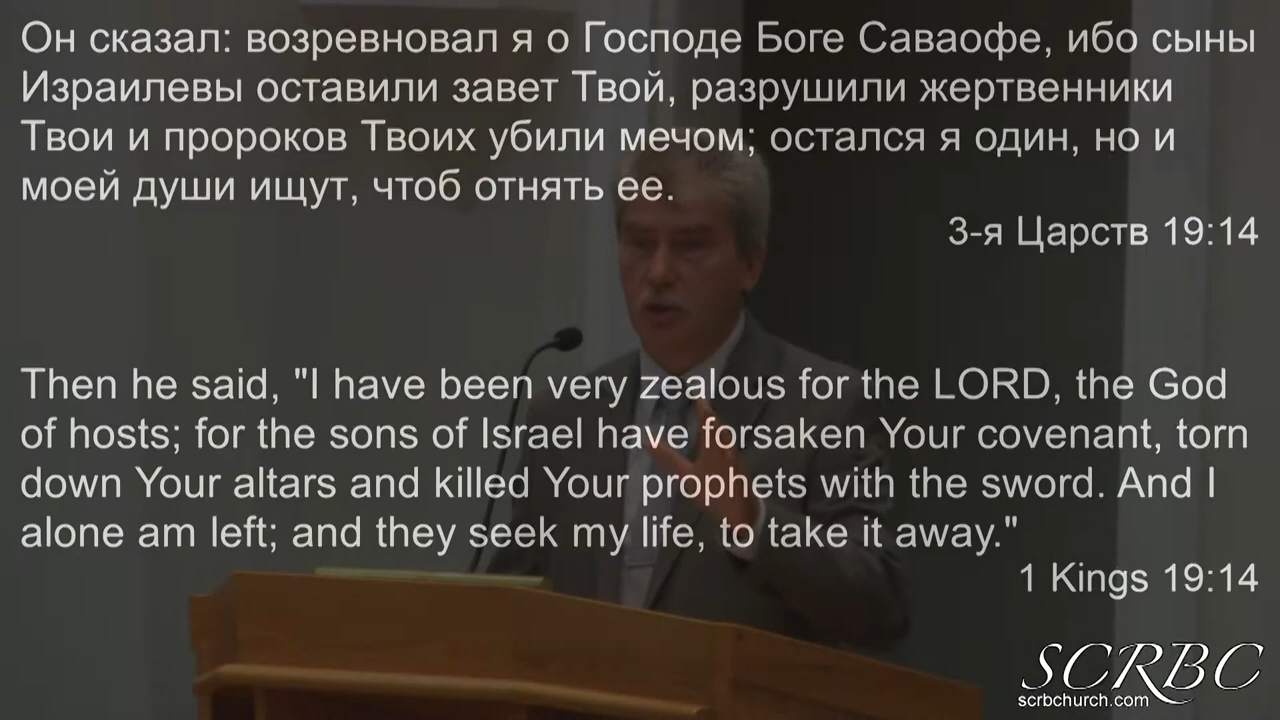 Он сказал: возревновал я о Господе Боге Саваофе, ибо сыны
Израилевы оставили завет Твой, разрушили жертвенники
Твои и пророков Твоих убили мечом; остался я один, но и
моей души ищут, чтоб отнять ее.
3-я Царств 19:14
Then he said, "I have been very zealous for the LORD, the God
of hosts; for the sons of Israel have forsaken Your covenant, torn
down Your altars and killed Your prophets with the sword. And I
alone am left; and they seek my life, to take it away."
1 Kings 19:14
SCRBC
scrbchurch.com